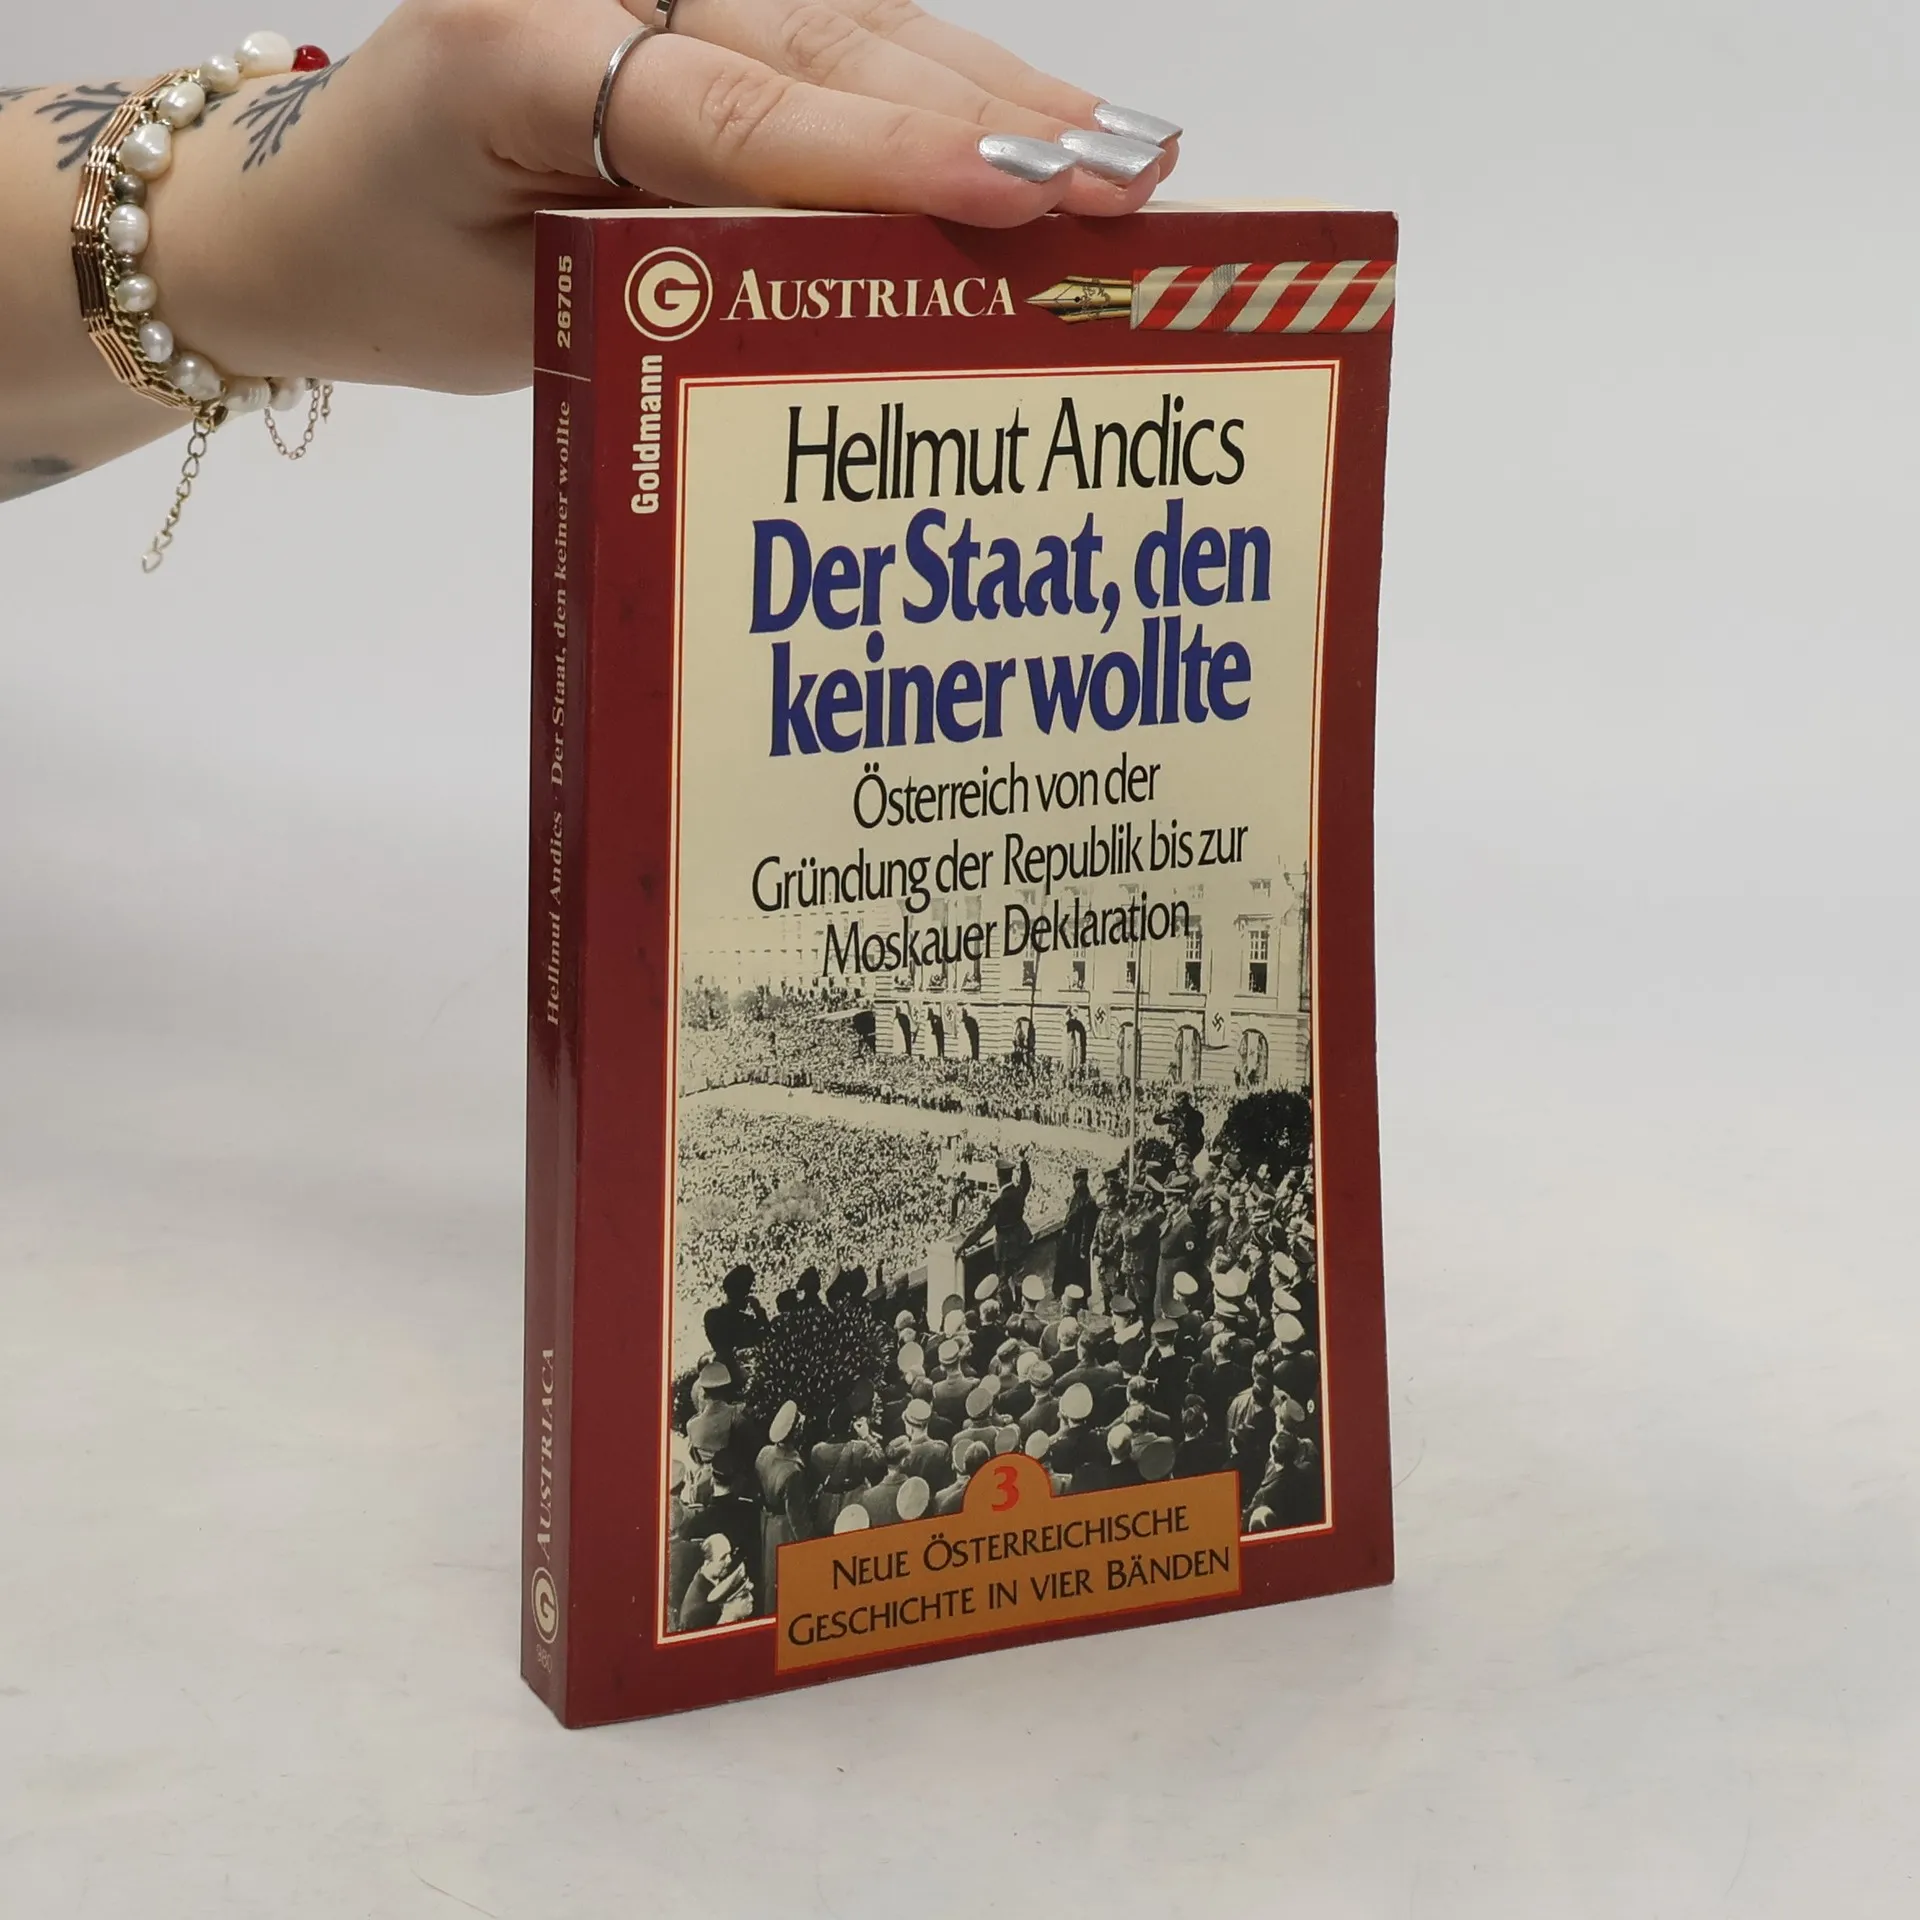 G AUSTRIACA
Goldmann
Hellmut Andics
Der Staat, den
keiner wollte
Österreich von der
Gründung der Republik bis zur
Moskauer Deklaration
3
NEUE ÖSTERREICHISCHE
GESCHICHTE IN VIER BÄNDEN
26705
Hellmut Andics · Der Staat, den keiner wollte
AUSTRIACA
G
980